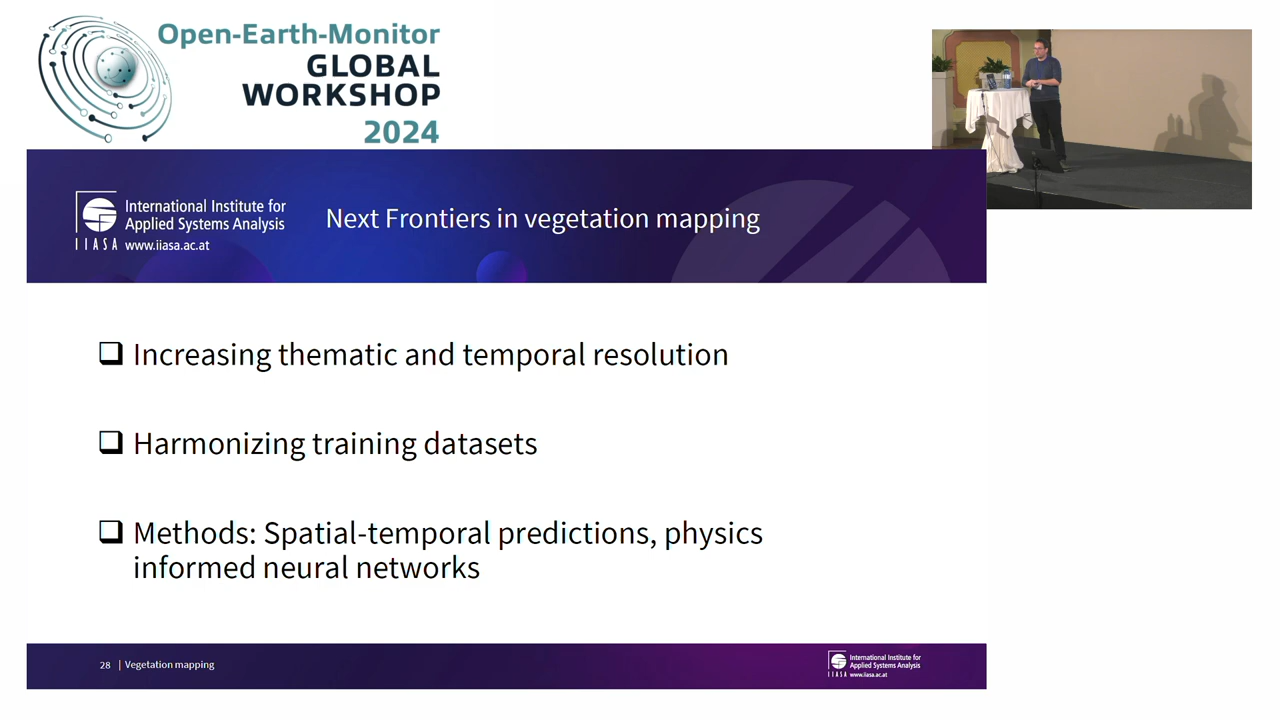 Open-Earth-Monitor
GLOBAL
WORKSHOP
2024
IIASA
International Institute for
Applied Systems Analysis
www.iiasa.ac.at
Next Frontiers in vegetation mapping
Increasing thematic and temporal resolution
Harmonizing training datasets
Methods: Spatial-temporal predictions, physics
informed neural networks
28 | Vegetation mapping
IIASA
International Institute for
Applied Systems Analysis
www.iiasa.ac.at